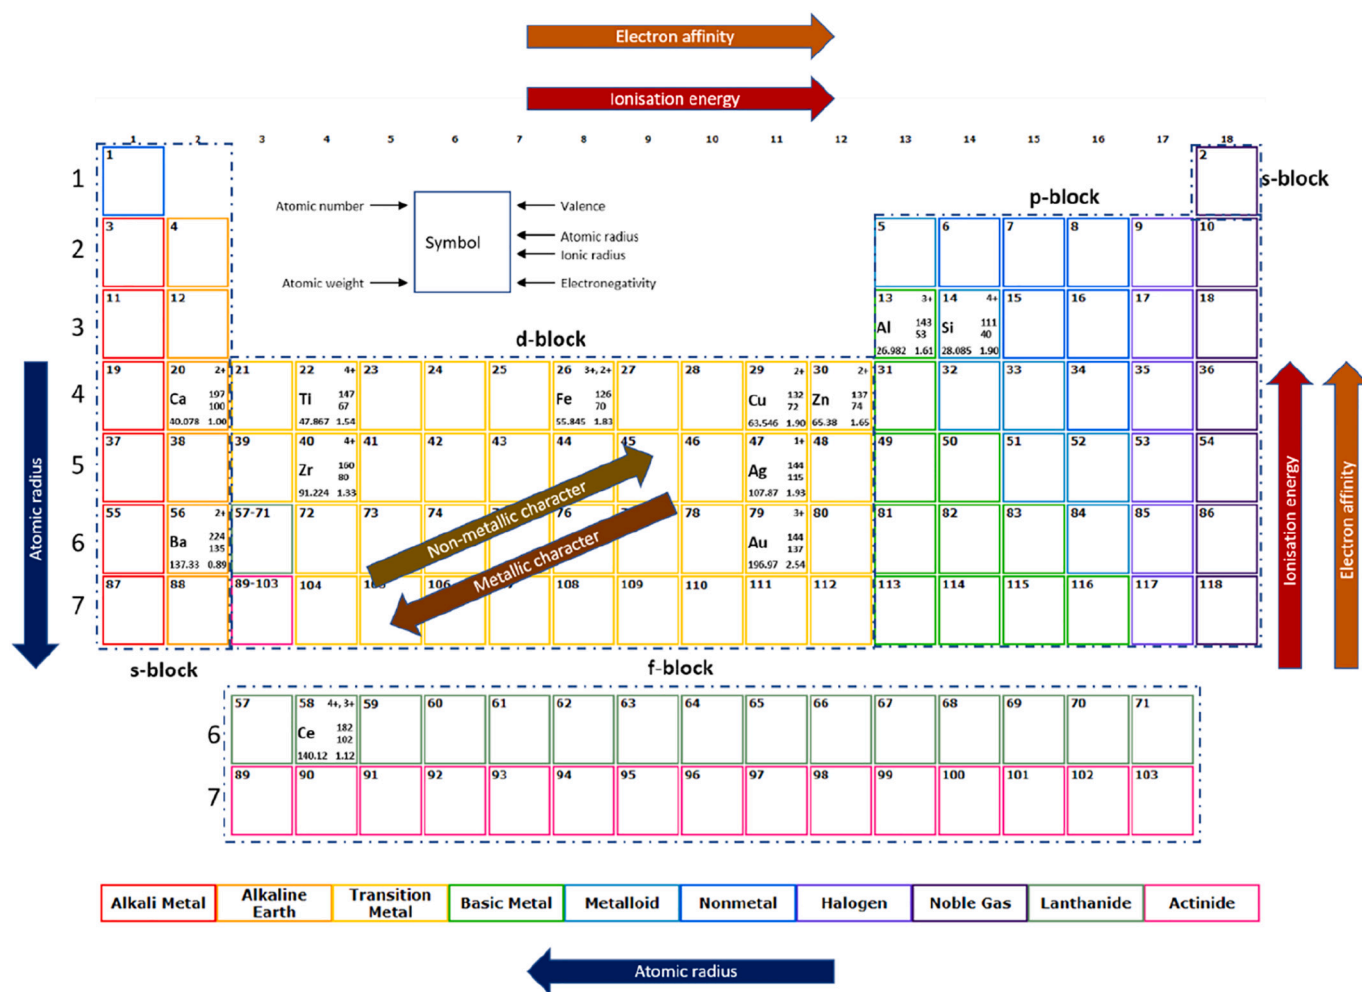 Electron affinity
Ionisation energy
1 2 3 4 5 6 7 8 9 10 11 12 13 14 15 16 17 18
1 1 2 s-block
Atomic number Valence
Symbol
Atomic radius
Ionic radius
Atomic weight Electronegativity
p-block
2 3 4 5 6 7 8 9 10
3 11 12 13 3+ 14 4+ 15 16 17 18
Al 143 Si 111
53 40
26.982 1.61 28.085 1.90
d-block
4 19 20 2+ 21 22 4+ 23 24 25 26 3+, 2+ 27 28 29 2+ 30 2+ 31 32 33 34 35 36
Ca 197 Ti 147 Fe 126 Cu 132 Zn 137
100 67 70 72 74
40.078 1.00 47.867 1.54 55.845 1.83 63.546 1.90 65.38 1.65
5 37 38 39 40 4+ 41 42 43 44 45 46 47 1+ 48 49 50 51 52 53 54
Zr 160 Ag 144
80 115
91.224 1.33 107.87 1.93
6 55 56 2+ 57-71 72 73 74 76 78 79 3+ 80 81 82 83 84 85 86
Ba 224 Au 144
135 137
137.33 0.89 196.97 2.54
7 87 88 89-103 104 105 106 108 109 110 111 112 113 114 115 116 117 118
Non-metallic character
Metallic character
Atomic radius
Ionisation energy
Electron affinity
s-block f-block
6 57 58 4+, 3+ 59 60 61 62 63 64 65 66 67 68 69 70 71
Ce 182
102
140.12 1.12
7 89 90 91 92 93 94 95 96 97 98 99 100 101 102 103
Alkali Metal Alkaline Earth Transition Metal Basic Metal Metalloid Nonmetal Halogen Noble Gas Lanthanide Actinide
Atomic radius